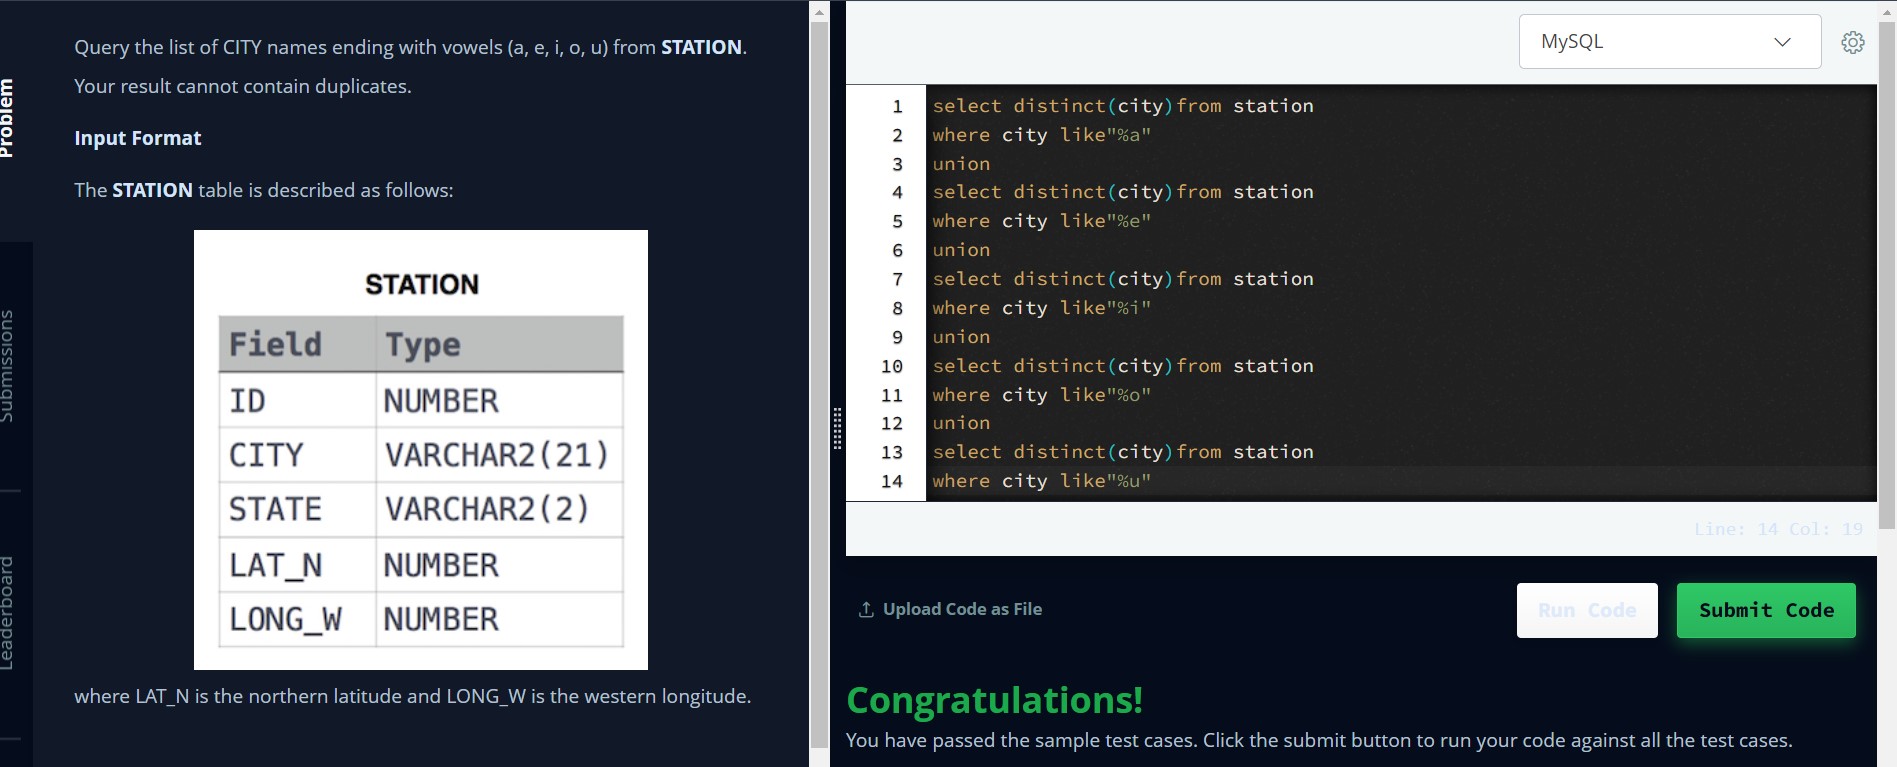 Problem
Submissions
Leaderboard
Query the list of CITY names ending with vowels (a, e, i, o, u) from STATION.
Your result cannot contain duplicates.
Input Format
The STATION table is described as follows:
STATION
Field Type
ID NUMBER
CITY VARCHAR2(21)
STATE VARCHAR2(2)
LAT_N NUMBER
LONG_W NUMBER
where LAT_N is the northern latitude and LONG_W is the western longitude.
MySQL
1 select distinct(city)from station
2 where city like"%a"
3 union
4 select distinct(city)from station
5 where city like"%e"
6 union
7 select distinct(city)from station
8 where city like"%i"
9 union
10 select distinct(city)from station
11 where city like"%o"
12 union
13 select distinct(city)from station
14 where city like"%u"
Line: 14 Col: 19
Upload Code as File
Run Code
Submit Code
Congratulations!
You have passed the sample test cases. Click the submit button to run your code against all the test cases.